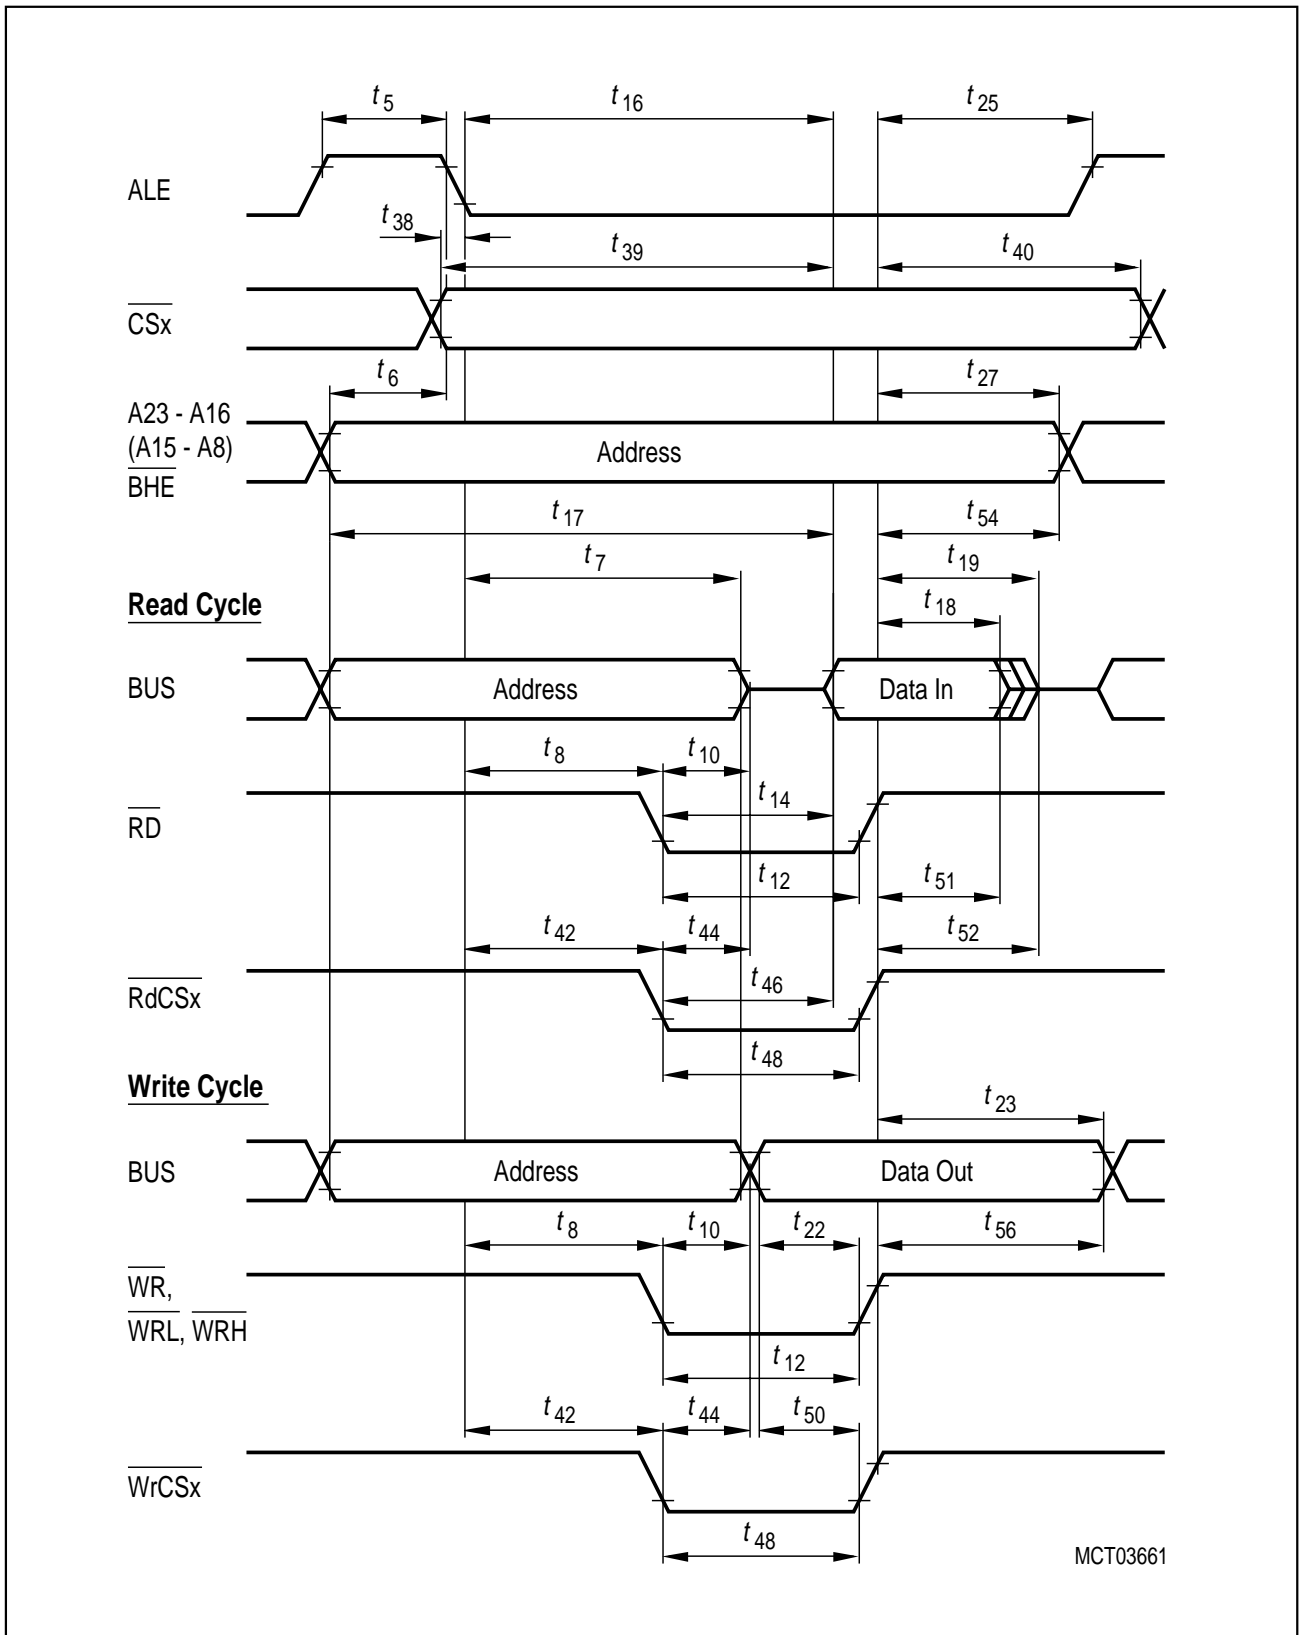 t5 t16 t25
ALE
t38
t39 t40
CSx
t6 t27
A23 - A16
(A15 - A8)
BHE
Address
t17 t54
t7 t19
Read Cycle
t18
BUS Address Data In
t8 t10
t14
RD
t12 t51
t42 t44 t52
RdCSx
t46
t48
Write Cycle
t23
BUS Address Data Out
t8 t10 t22 t56
WR,
WRL, WRH
t12
t42 t44 t50
WrCSx
t48
MCT03661